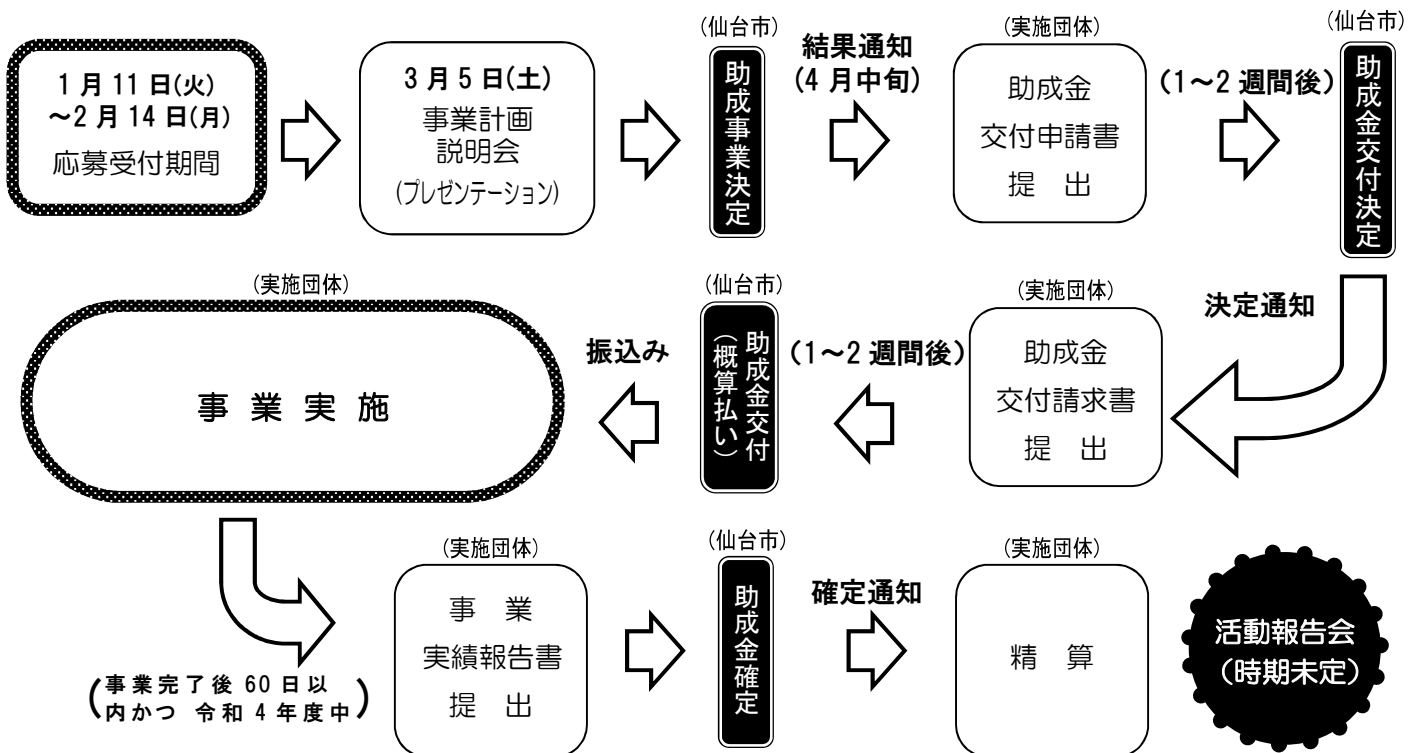 1月11日(火)
～2月14日(月)
応募受付期間
3月5日(土)
事業計画
説明会
(プレゼンテーション)
(仙台市)
助成事業決定
結果通知
(4月中旬)
(実施団体)
助成金
交付申請書
提 出
(1～2週間後)
(仙台市)
助成金交付決定
決定通知
(実施団体)
助成金
交付請求書
提 出
(1～2週間後)
(仙台市)
助成金交付
(概算払い)
振込み
(実施団体)
事 業 実 施
(事業完了後 60 日以
内かつ 令和 4 年度中)
(実施団体)
事 業
実績報告書
提 出
(仙台市)
助成金確定
確定通知
(実施団体)
精 算
活動報告会
(時期未定)